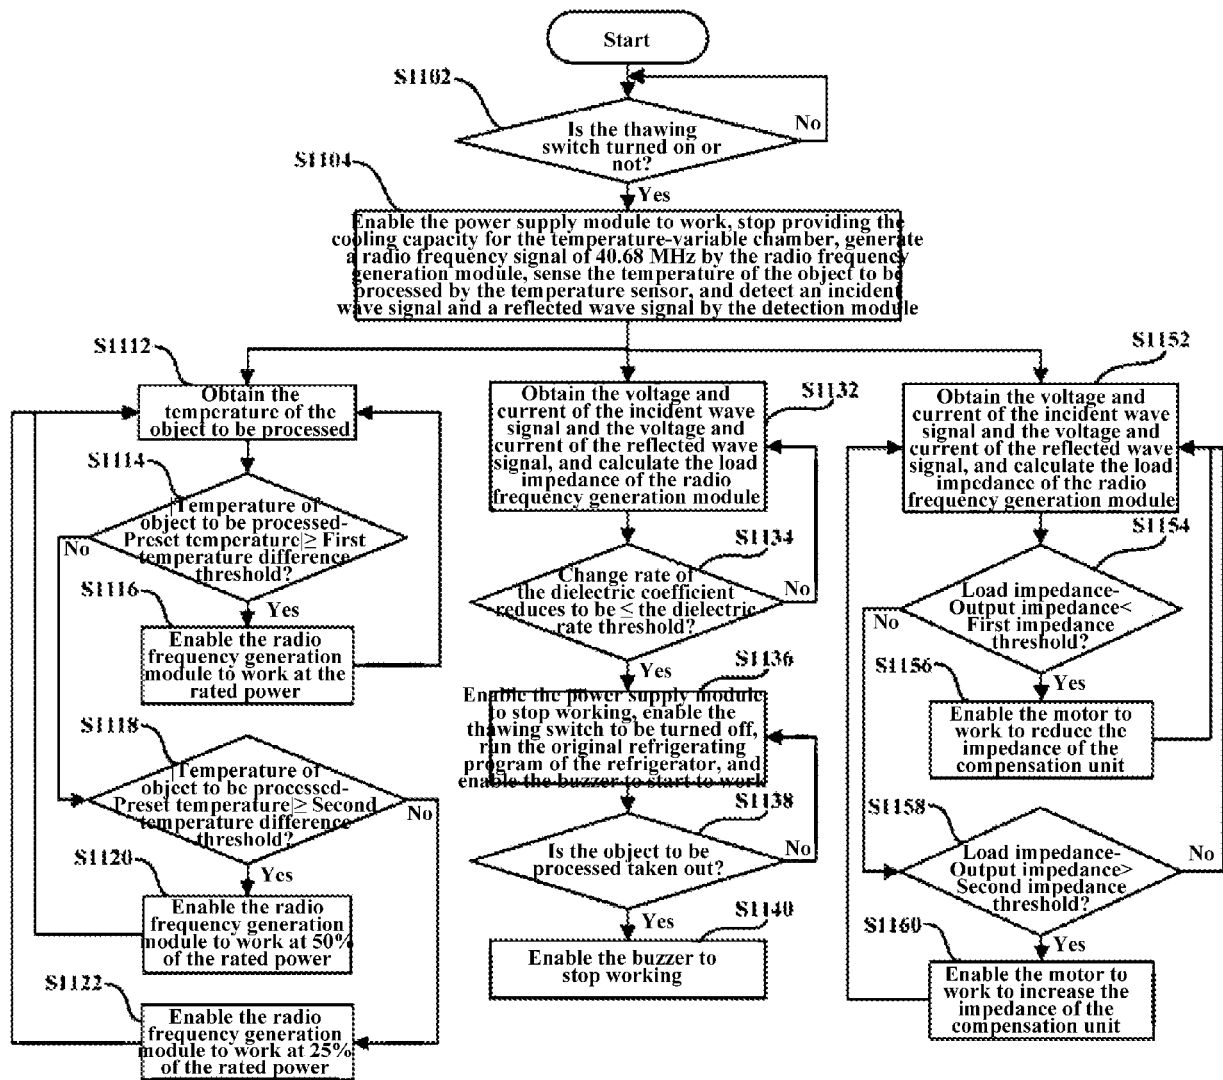 Start
S1102
Is the thawing
switch turned on or
not?
No
Yes
S1104
Enable the power supply module to work, stop providing the
cooling capacity for the temperature-variable chamber, generate
a radio frequency signal of 40.68 MHz by the radio frequency
generation module, sense the temperature of the object to be
processed by the temperature sensor, and detect an incident
wave signal and a reflected wave signal by the detection module
S1112
Obtain the
temperature of the
object to be processed
S1114
|Temperature of
object to be processed-
Preset temperature|≥ First
temperature difference
threshold?
No
Yes
S1116
Enable the radio
frequency generation
module to work at the
rated power
S1118
|Temperature of
object to be processed-
Preset temperature|≥ Second
temperature difference
threshold?
No
Yes
S1120
Enable the radio
frequency generation
module to work at 50%
of the rated power
S1122
Enable the radio
frequency generation
module to work at 25%
of the rated power
S1132
Obtain the voltage and
current of the incident wave
signal and the voltage and
current of the reflected wave
signal, and calculate the load
impedance of the radio
frequency generation module
S1134
Change rate of
the dielectric coefficient
reduces to be ≤ the dielectric
rate threshold?
No
Yes
S1136
Enable the power supply module
to stop working, enable the
thawing switch to be turned off,
run the original refrigerating
program of the refrigerator, and
enable the buzzer to start to work
S1138
Is the object to be
processed taken out?
No
Yes
S1140
Enable the buzzer to
stop working
S1152
Obtain the voltage and
current of the incident wave
signal and the voltage and
current of the reflected wave
signal, and calculate the load
impedance of the radio
frequency generation module
S1154
Load impedance-
Output impedance<
First impedance
threshold?
No
Yes
S1156
Enable the motor to
work to reduce the
impedance of the
compensation unit
S1158
Load impedance-
Output impedance>
Second impedance
threshold?
No
Yes
S1160
Enable the motor to
work to increase the
impedance of the
compensation unit